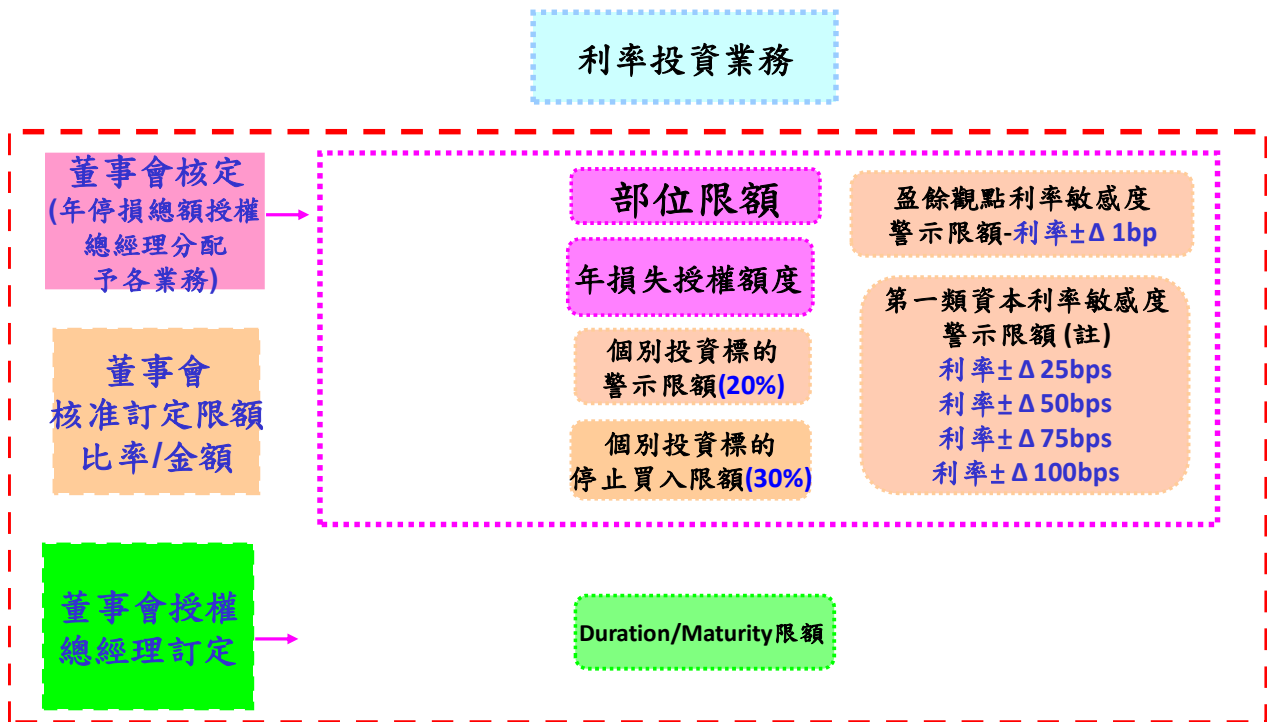 利率投資業務
董事會核定
(年停損總額授權
總經理分配
予各業務)
董事會
核准訂定限額
比率/金額
董事會授權
總經理訂定
部位限額
年損失授權額度
個別投資標的
警示限額(20%)
個別投資標的
停止買入限額(30%)
盈餘觀點利率敏感度
警示限額-利率±Δ 1bp
第一類資本利率敏感度
警示限額 (註)
利率± Δ 25bps
利率± Δ 50bps
利率± Δ 75bps
利率± Δ 100bps
Duration/Maturity限額